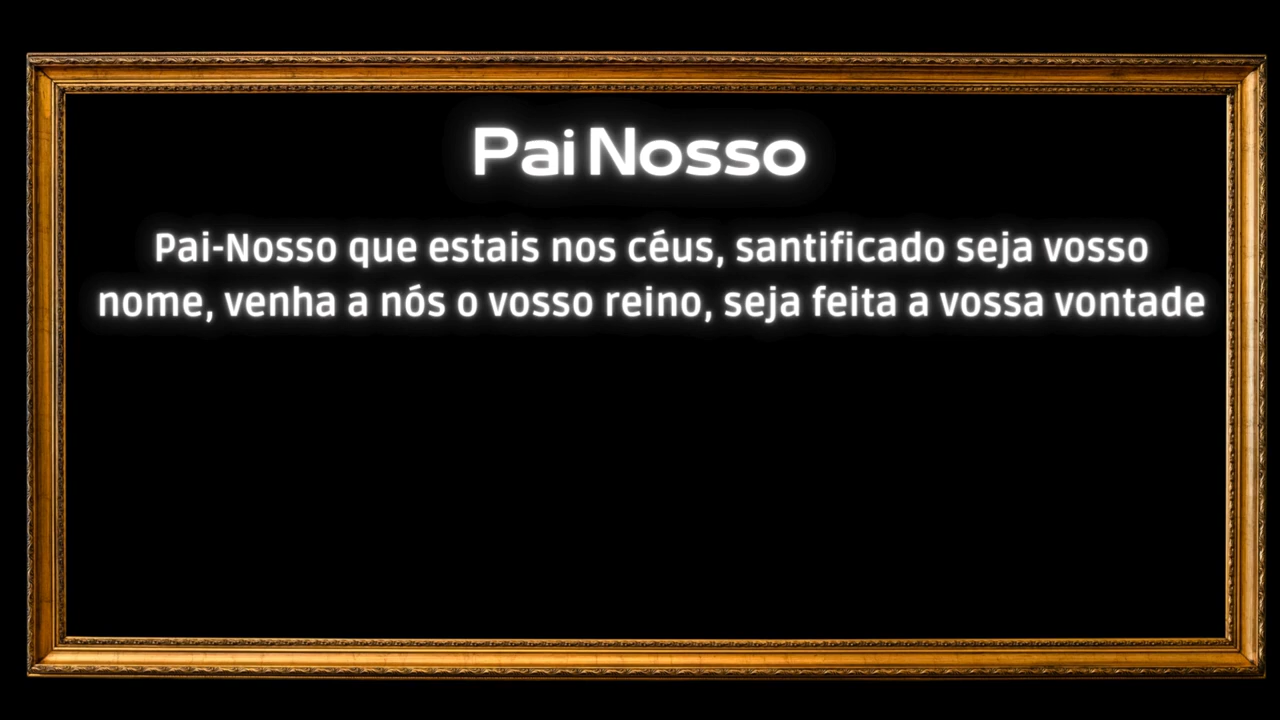 Pai Nosso
Pai-Nosso que estais nos céus, santificado seja vosso
nome, venha a nós o vosso reino, seja feita a vossa vontade